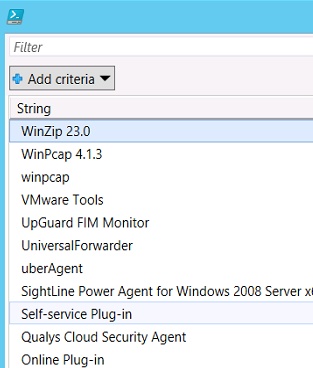 Filter
Add criteria
String
WinZip 23.0
WinPcap 4.1.3
winpcap
VMware Tools
UpGuard FIM Monitor
UniversalForwarder
uberAgent
SightLine Power Agent for Windows 2008 Server x6
Self-service Plug-in
Qualys Cloud Security Agent
Online Plug-in